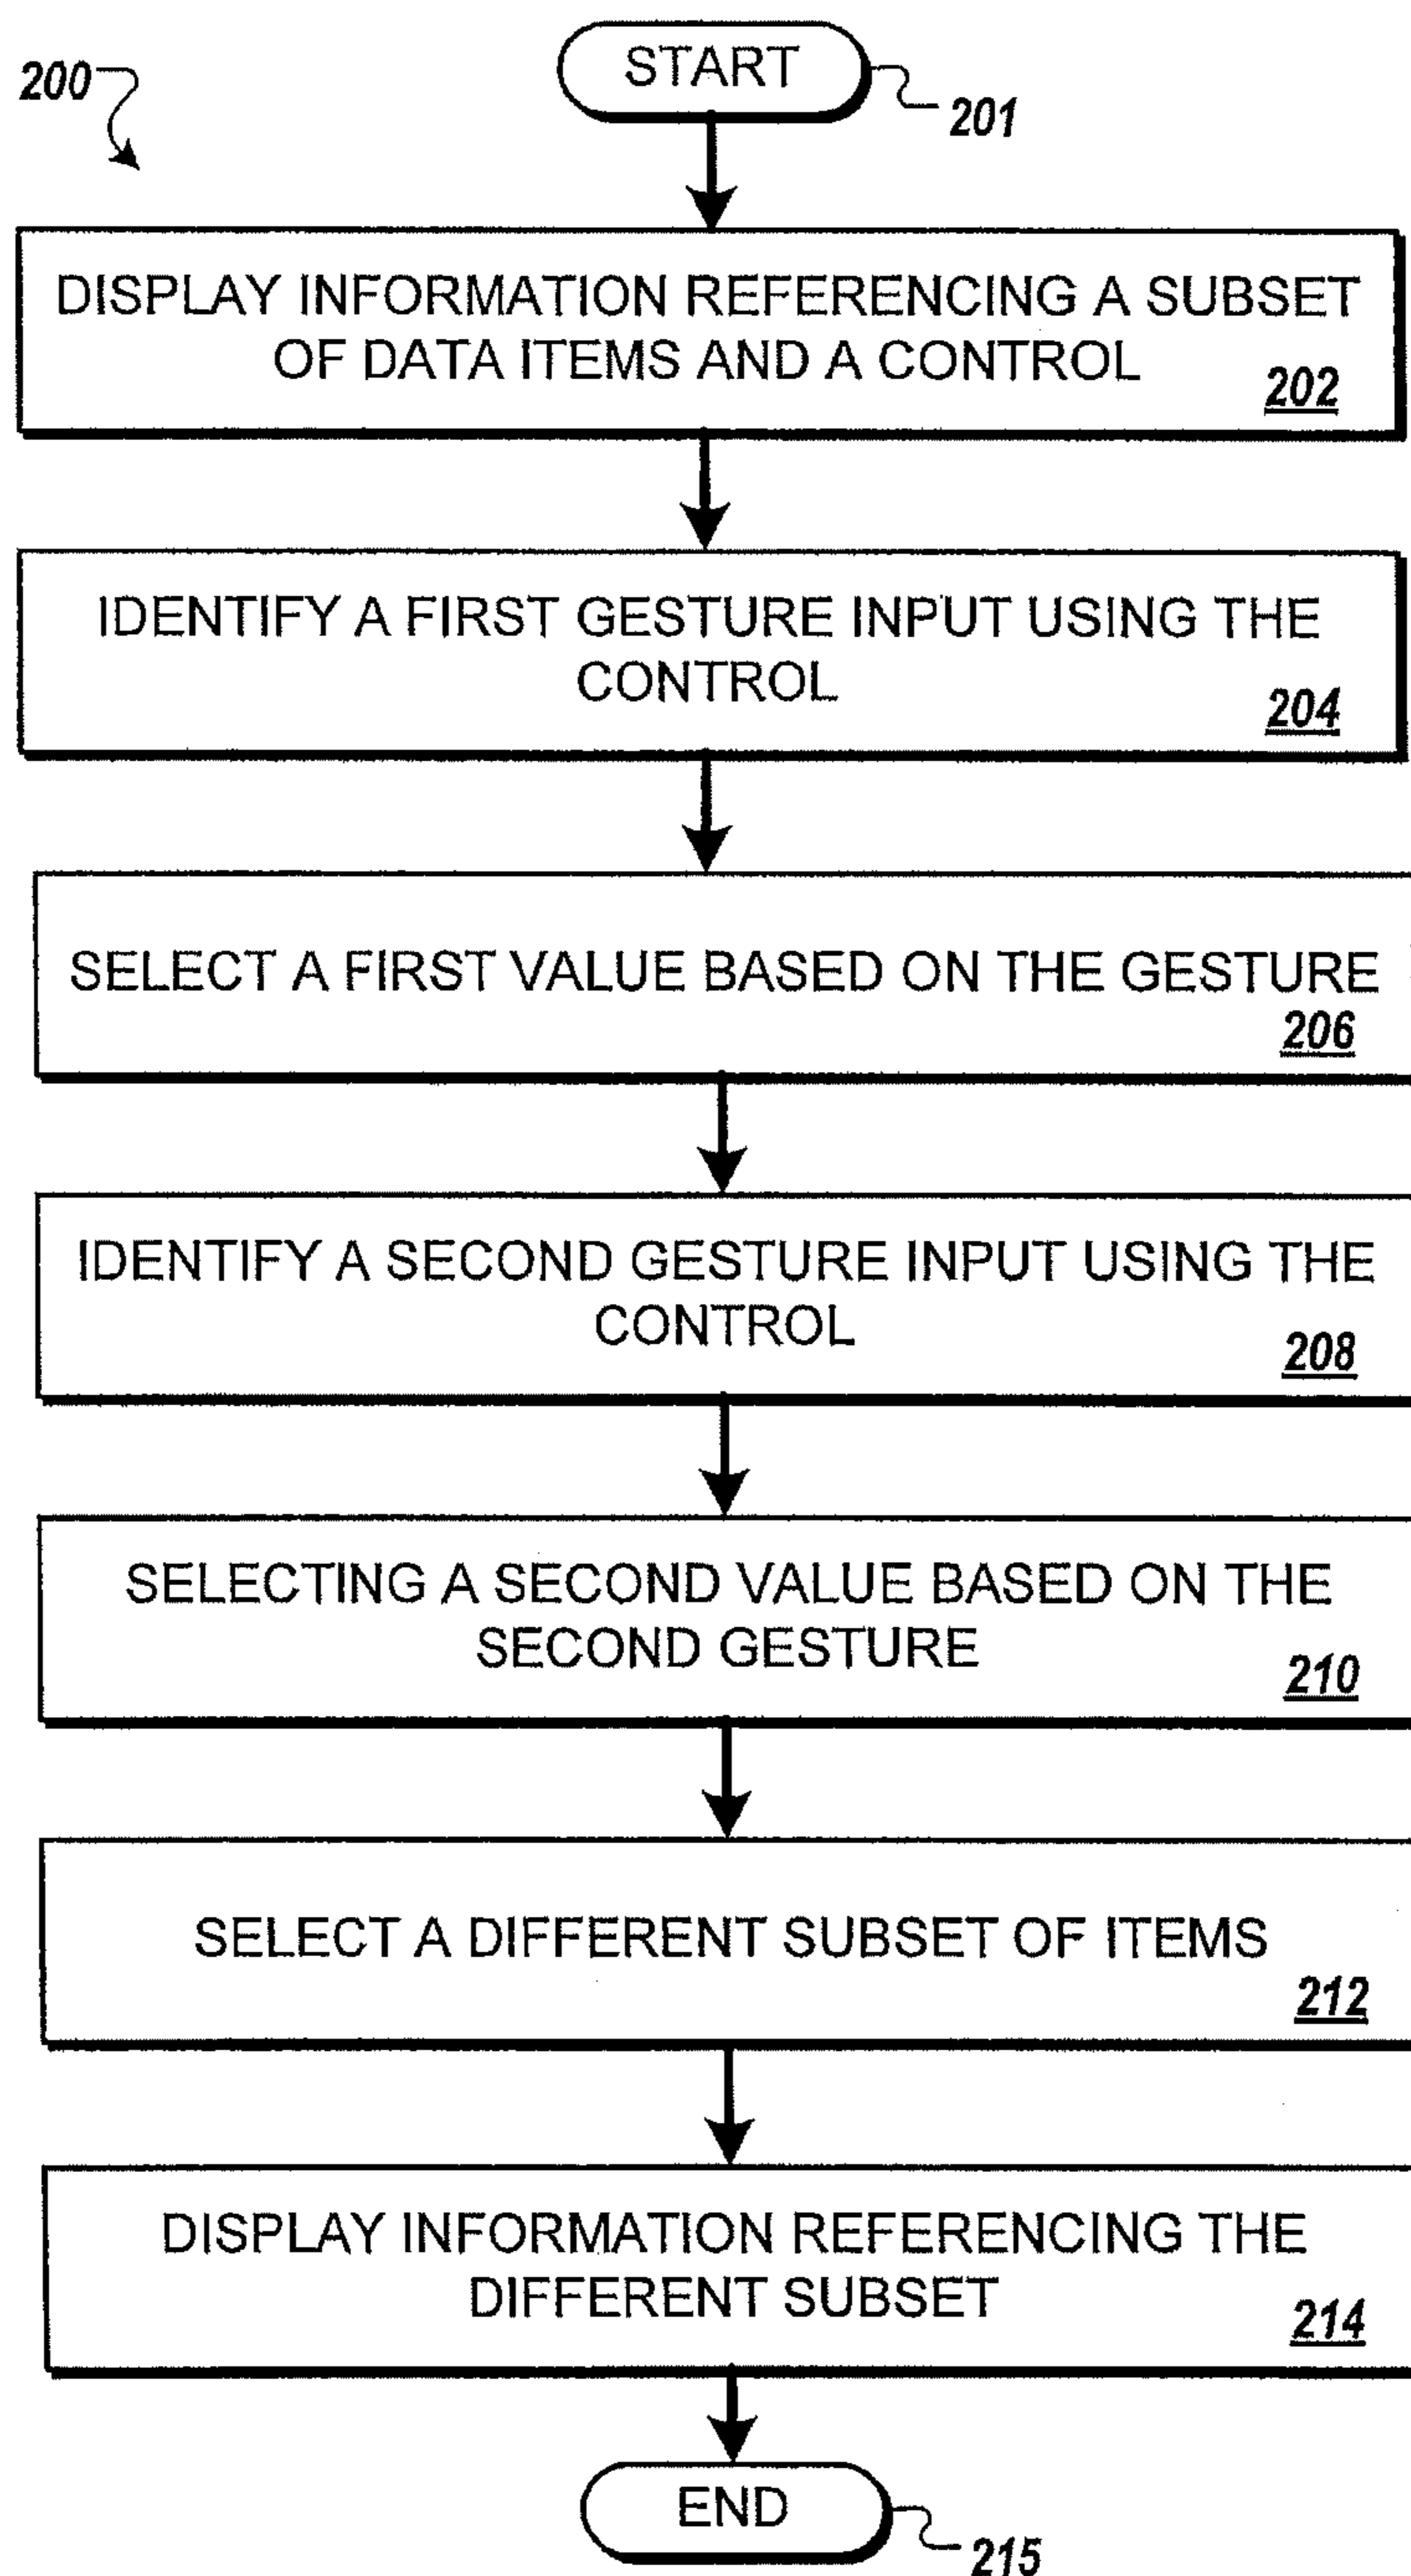 START
200
201
DISPLAY INFORMATION REFERENCING A SUBSET
OF DATA ITEMS AND A CONTROL
202
IDENTIFY A FIRST GESTURE INPUT USING THE
CONTROL
204
SELECT A FIRST VALUE BASED ON THE GESTURE
206
IDENTIFY A SECOND GESTURE INPUT USING THE
CONTROL
208
SELECTING A SECOND VALUE BASED ON THE
SECOND GESTURE
210
SELECT A DIFFERENT SUBSET OF ITEMS
212
DISPLAY INFORMATION REFERENCING THE
DIFFERENT SUBSET
214
END
215